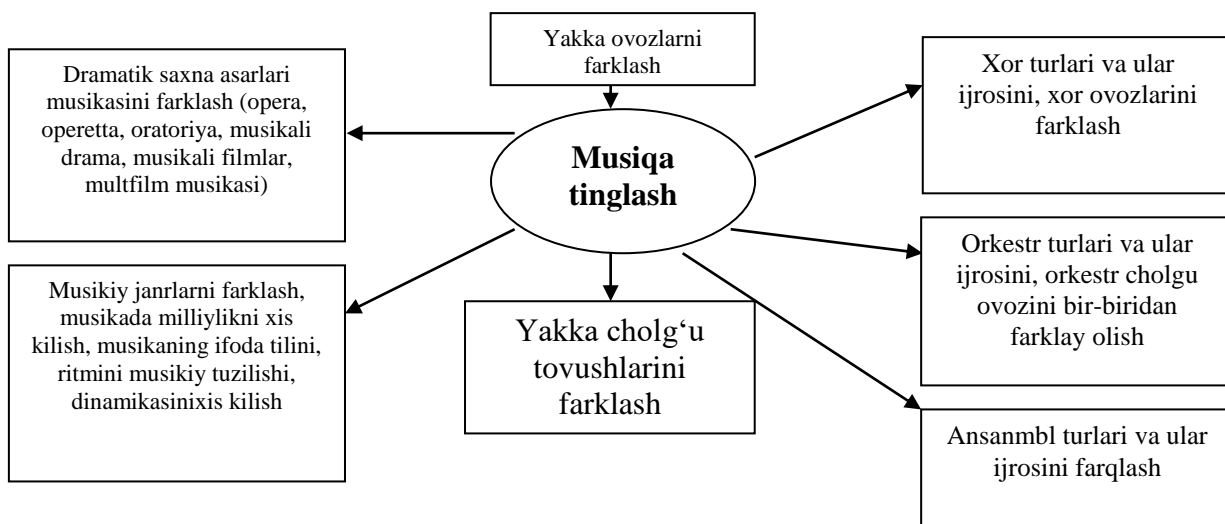 Yakka ovozlarni
farklash
Dramatik saxna asarlari
musikasini farklash (opera,
operetta, oratoriya, musikali
drama, musikali filmlar,
multfilm musikasi)
Xor turlari va ular
ijrosini, xor ovozlarini
farklash
Musiqa
tinglash
Orkestr turlari va ular
ijrosini, orkestr cholgu
ovozini bir-biridan
farklay olish
Musikiy janrlarni farklash,
musikada milliylikni xis
kilish, musikaning ifoda tilini,
ritmini musikiy tuzilishi,
dinamikasinixis kilish
Yakka cholg‘u
tovushlarini
farklash
Ansanmbl turlari va ular
ijrosini farqlash